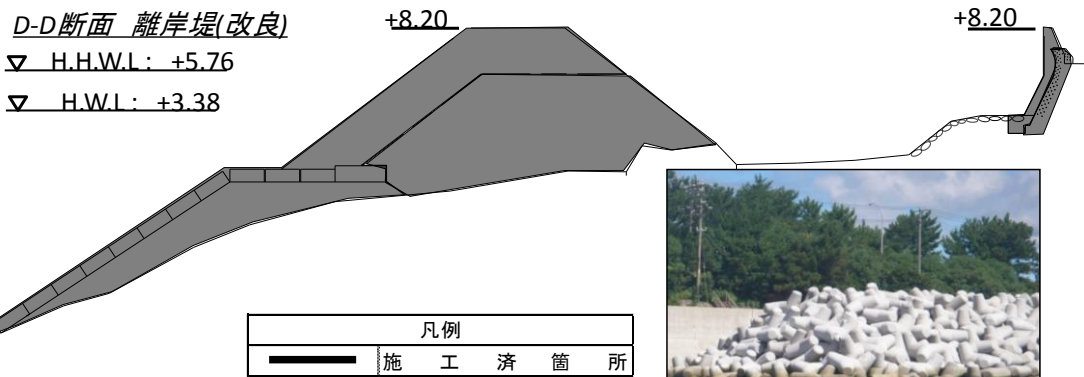 D-D断面 離岸堤(改良)
+8.20
+8.20
▽ H.H.W.L : +5.76
▽ H.W.L : +3.38
凡例
施工済箇所